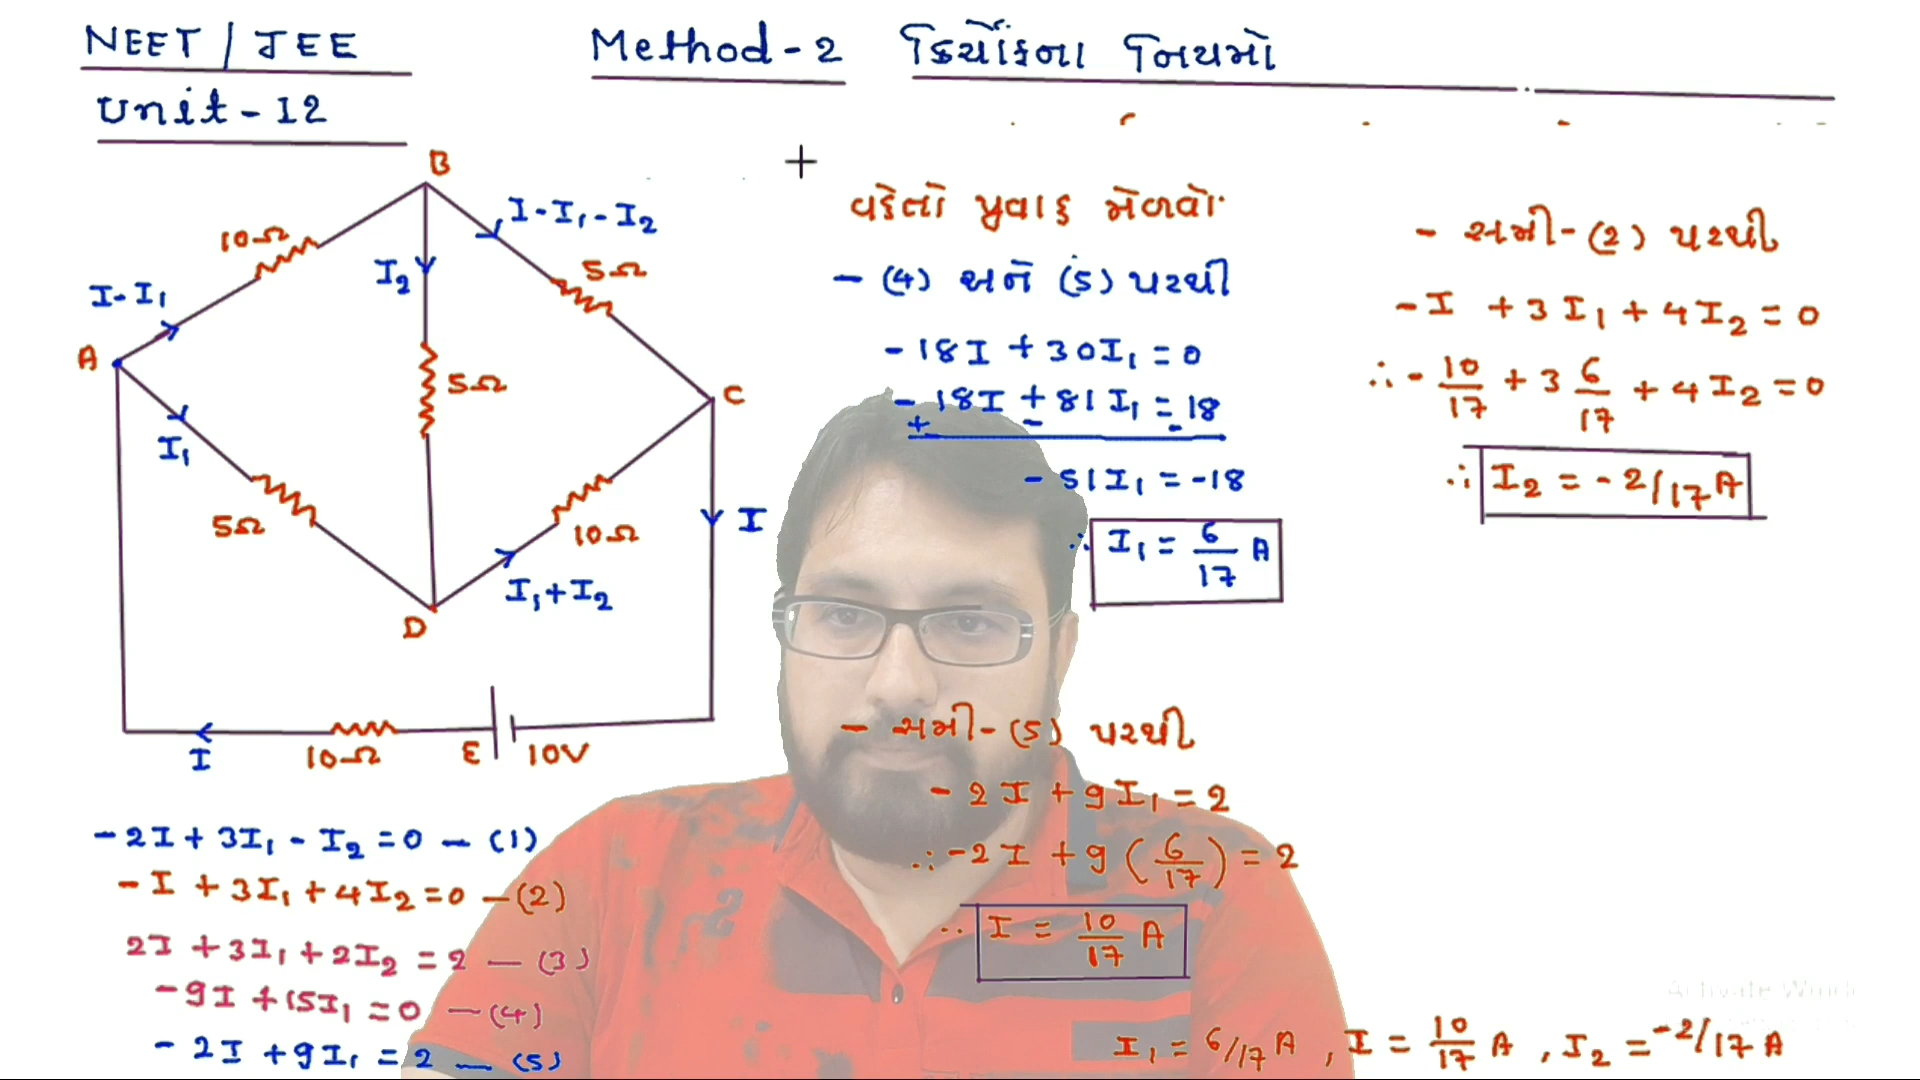 NEET / JEE
Unit-12
Method-2 કિર્ચોફના નિયમો
B
10Ω
I-I₁
A
I₂
I-I₁-I₂
5Ω
5Ω
C
I₁
5Ω
D
10Ω
I₁+I₂
I
I
10Ω
E
10V
-2I + 3I₁ - I₂ = 0 — (1)
-I + 3I₁ + 4I₂ = 0 — (2)
2I + 3I₁ + 2I₂ = 2 — (3)
-9I + 15I₁ = 0 — (4)
-2I + 9I₁ = 2 — (5)
વહેતો પ્રવાહ મેળવો
- (4) અને (5) પરથી
-18I + 30I₁ = 0
-18I + 81I₁ = 18
+ - -
-51I₁ = -18
∴ I₁ = 6/17 A
- સમી-(5) પરથી
-2I + 9I₁ = 2
∴ -2I + 9 (6/17) = 2
∴ I = 10/17 A
- સમી-(2) પરથી
-I + 3I₁ + 4I₂ = 0
∴ -10/17 + 3 6/17 + 4I₂ = 0
∴ I₂ = -2/17 A
I₁ = 6/17 A , I = 10/17 A , I₂ = -2/17 A